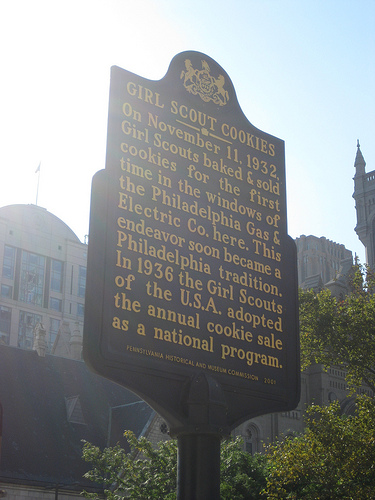 GIRL SCOUT COOKIES
On November 11, 1932,
Girl Scouts baked & sold
cookies for the first
time in the windows of
the Philadelphia Gas &
Electric Co. here. This
endeavor soon became a
Philadelphia tradition.
In 1936 the Girl Scouts
of the U.S.A. adopted
the annual cookie sale
as a national program.
PENNSYLVANIA HISTORICAL AND MUSEUM COMMISSION 2001